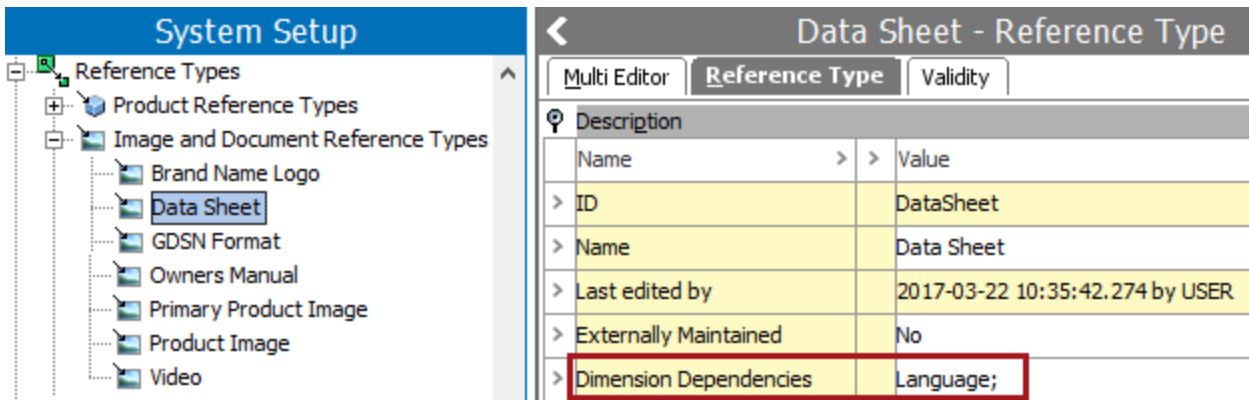 System Setup
Reference Types
Product Reference Types
Image and Document Reference Types
Brand Name Logo
Data Sheet
GDSN Format
Owners Manual
Primary Product Image
Product Image
Video
Data Sheet - Reference Type
Multi Editor Reference Type Validity
Description
Name > > Value
> ID DataSheet
> Name Data Sheet
> Last edited by 2017-03-22 10:35:42.274 by USER
> Externally Maintained No
> Dimension Dependencies Language;